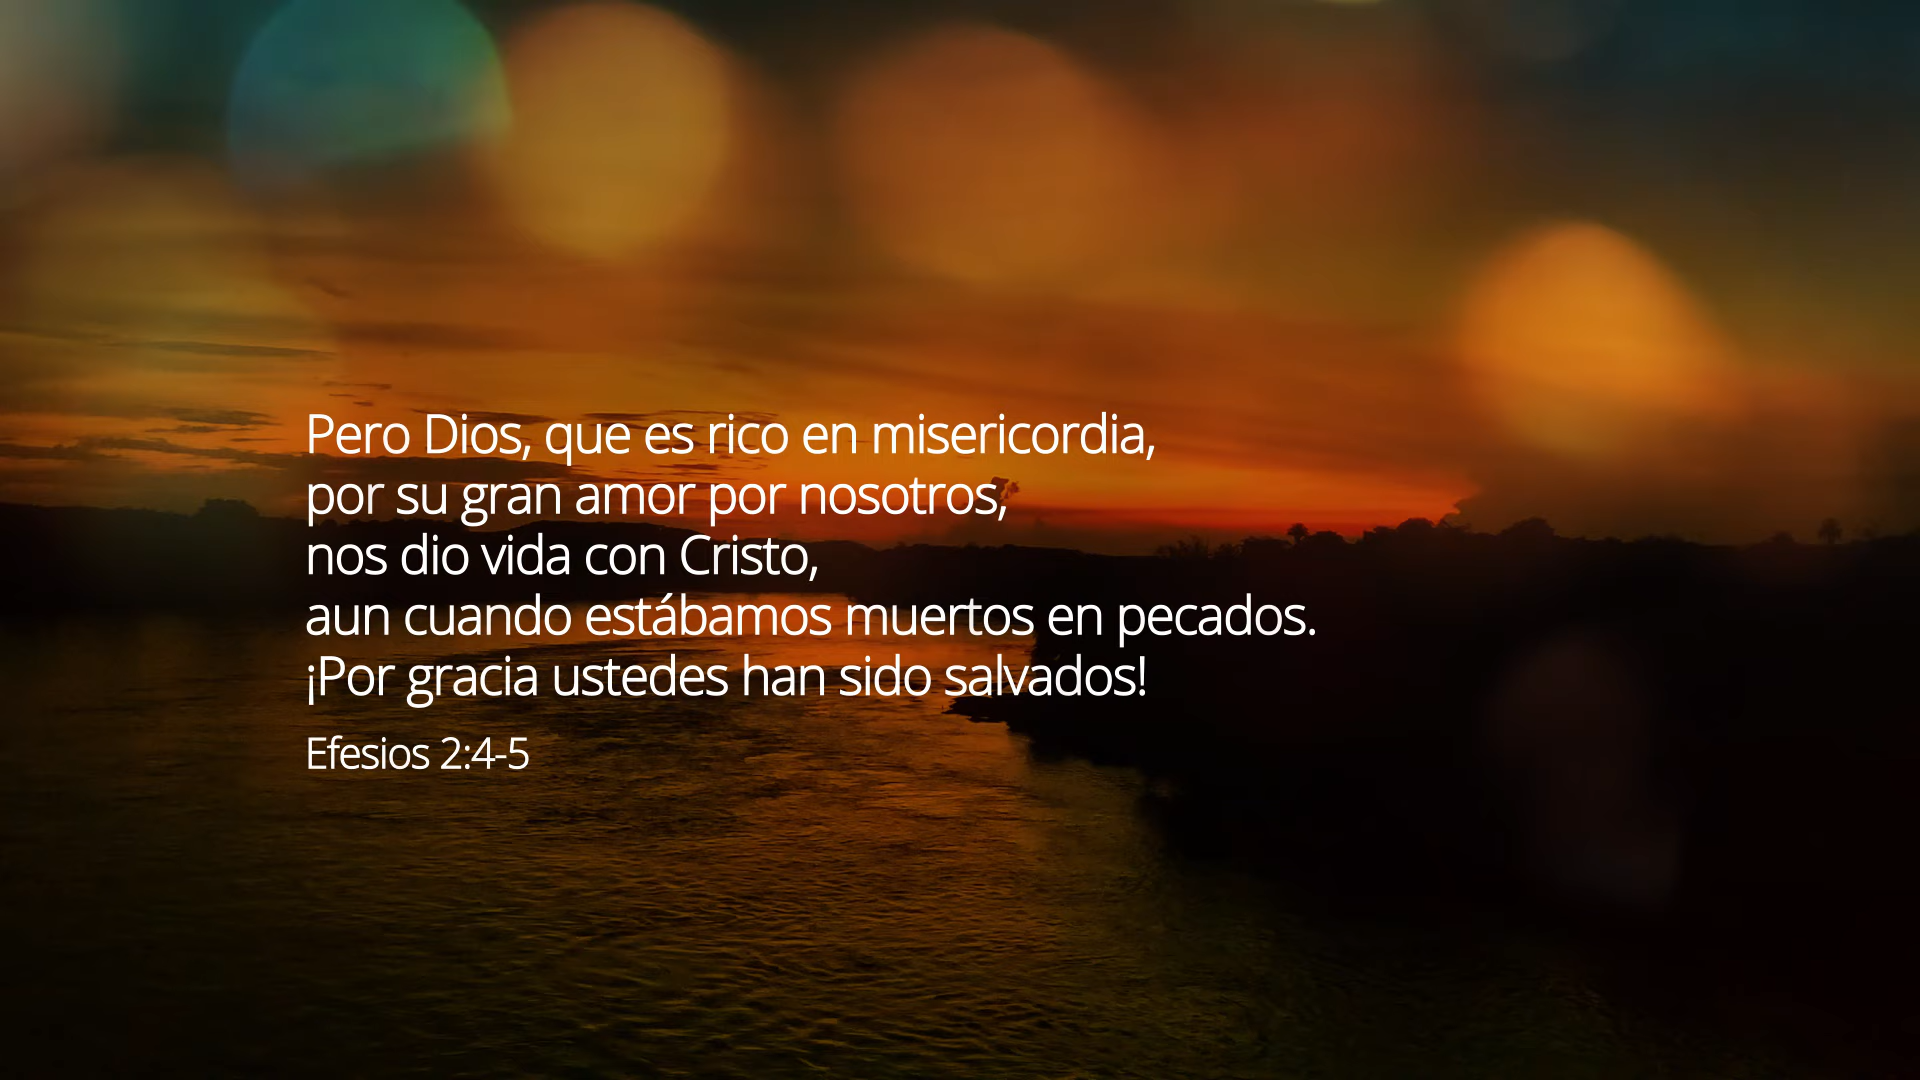 Pero Dios, que es rico en misericordia,
por su gran amor por nosotros,
nos dio vida con Cristo,
aun cuando estábamos muertos en pecados.
¡Por gracia ustedes han sido salvados!
Efesios 2:4-5